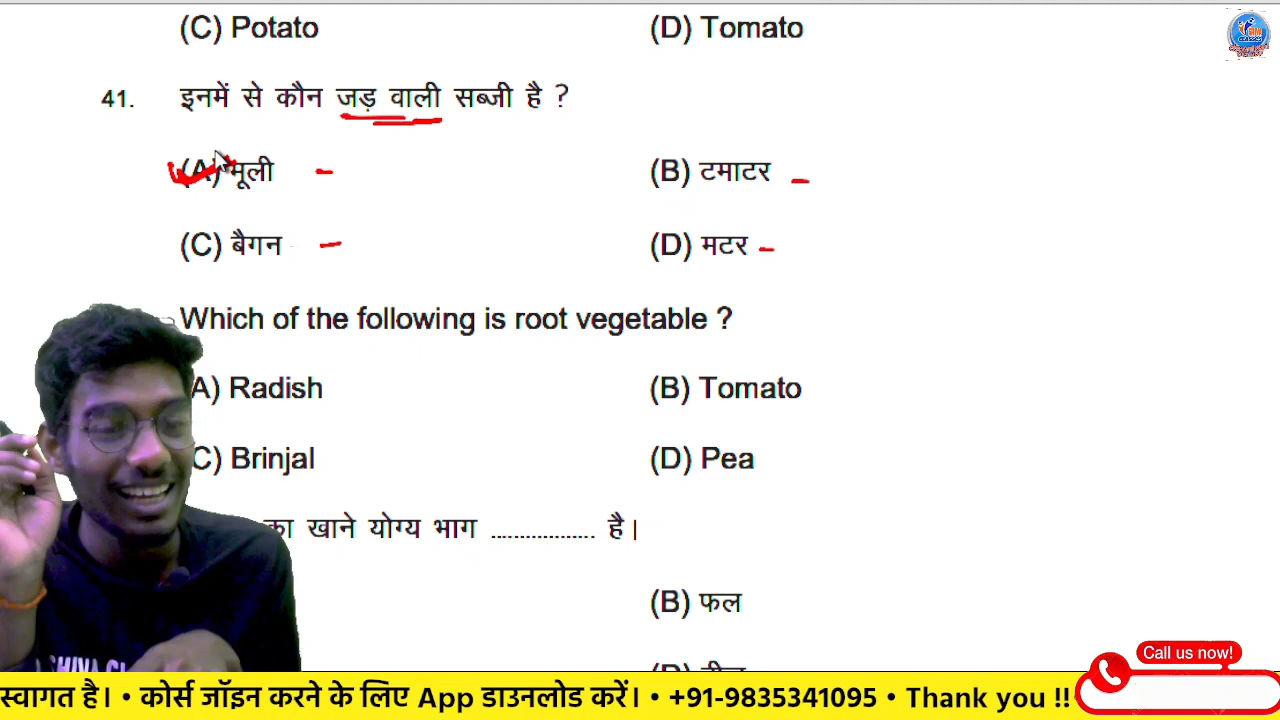 (C) Potato (D) Tomato
41. इनमें से कौन जड़ वाली सब्जी है ?
(A) मूली (B) टमाटर
(C) बैगन (D) मटर
Which of the following is root vegetable ?
A) Radish (B) Tomato
C) Brinjal (D) Pea
का खाने योग्य भाग .................. है।
(B) फल
Call us now!
स्वागत है। • कोर्स जॉइन करने के लिए App डाउनलोड करें। • +91-9835341095 • Thank you !!